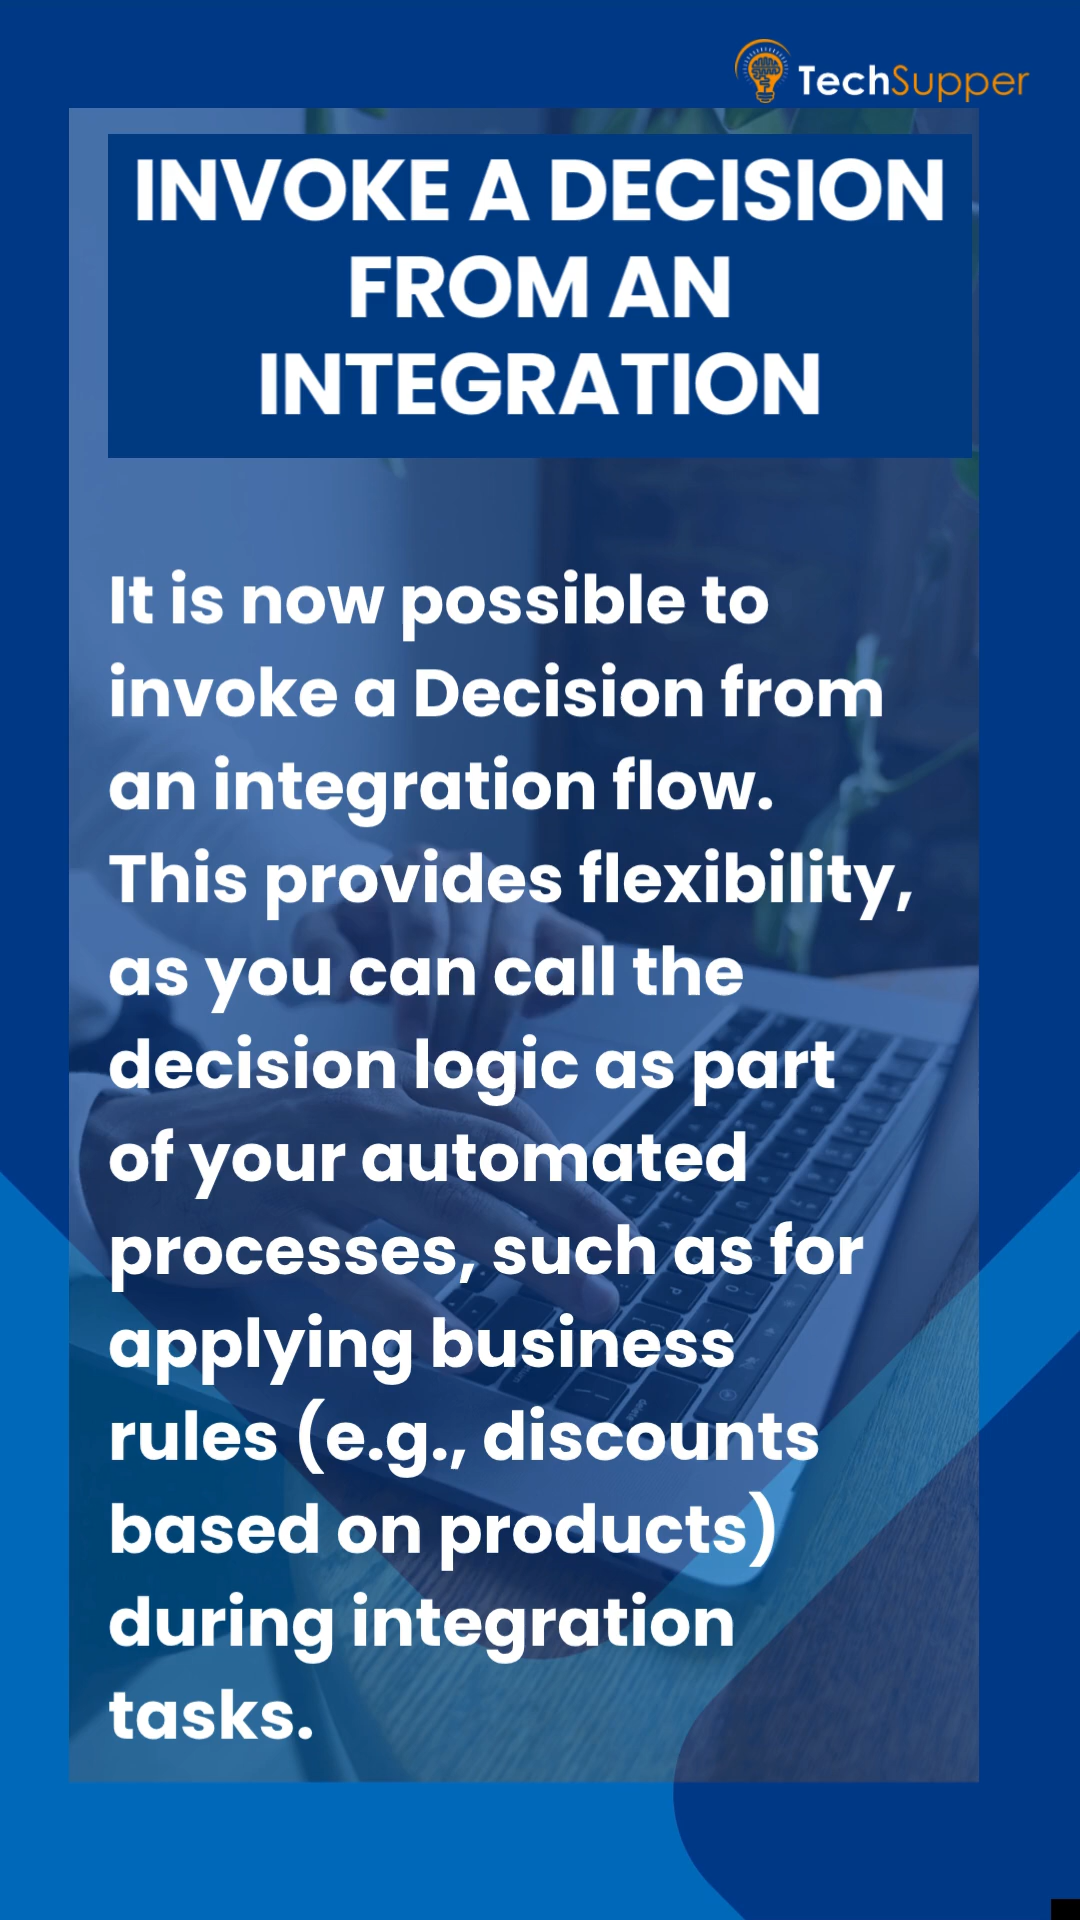 TechSupper
INVOKE A DECISION
FROM AN
INTEGRATION
It is now possible to
invoke a Decision from
an integration flow.
This provides flexibility,
as you can call the
decision logic as part
of your automated
processes, such as for
applying business
rules (e.g., discounts
based on products)
during integration
tasks.